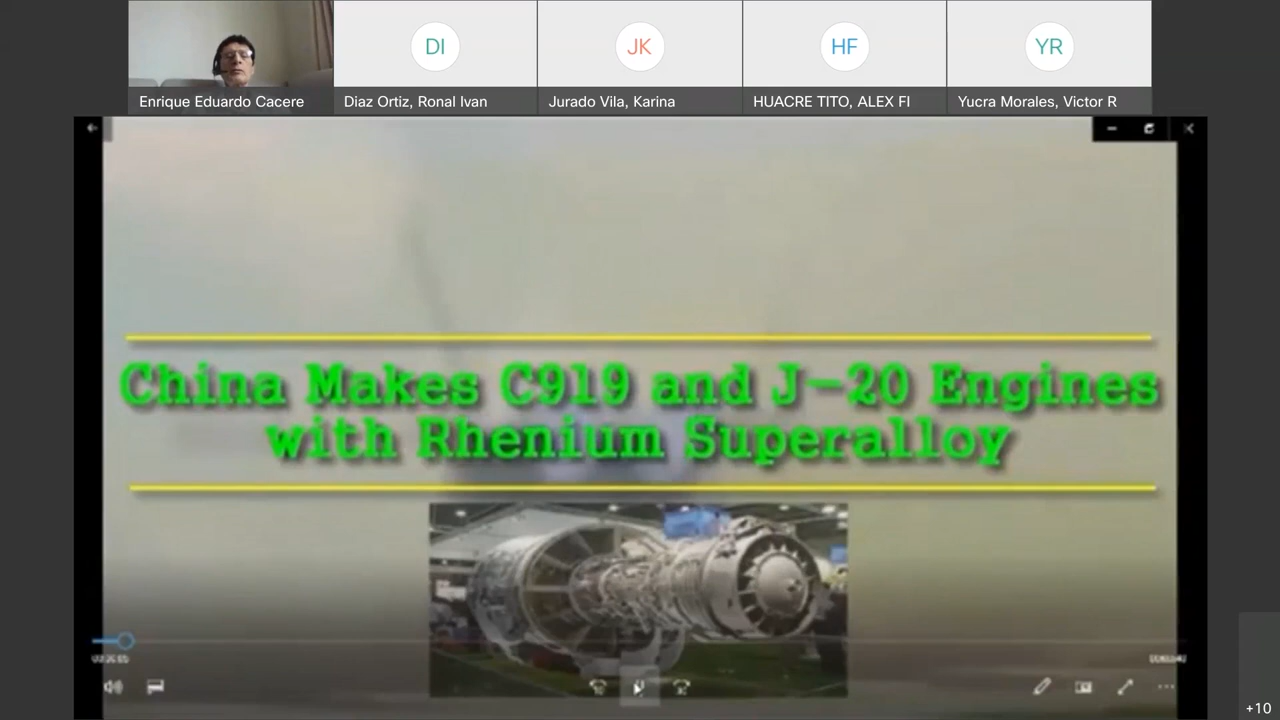 Enrique Eduardo Cacere
DI
Diaz Ortiz, Ronal Ivan
JK
Jurado Vila, Karina
HF
HUACRE TITO, ALEX FI
YR
Yucra Morales, Victor R
China Makes C919 and J-20 Engines
with Rhenium Superalloy
+10